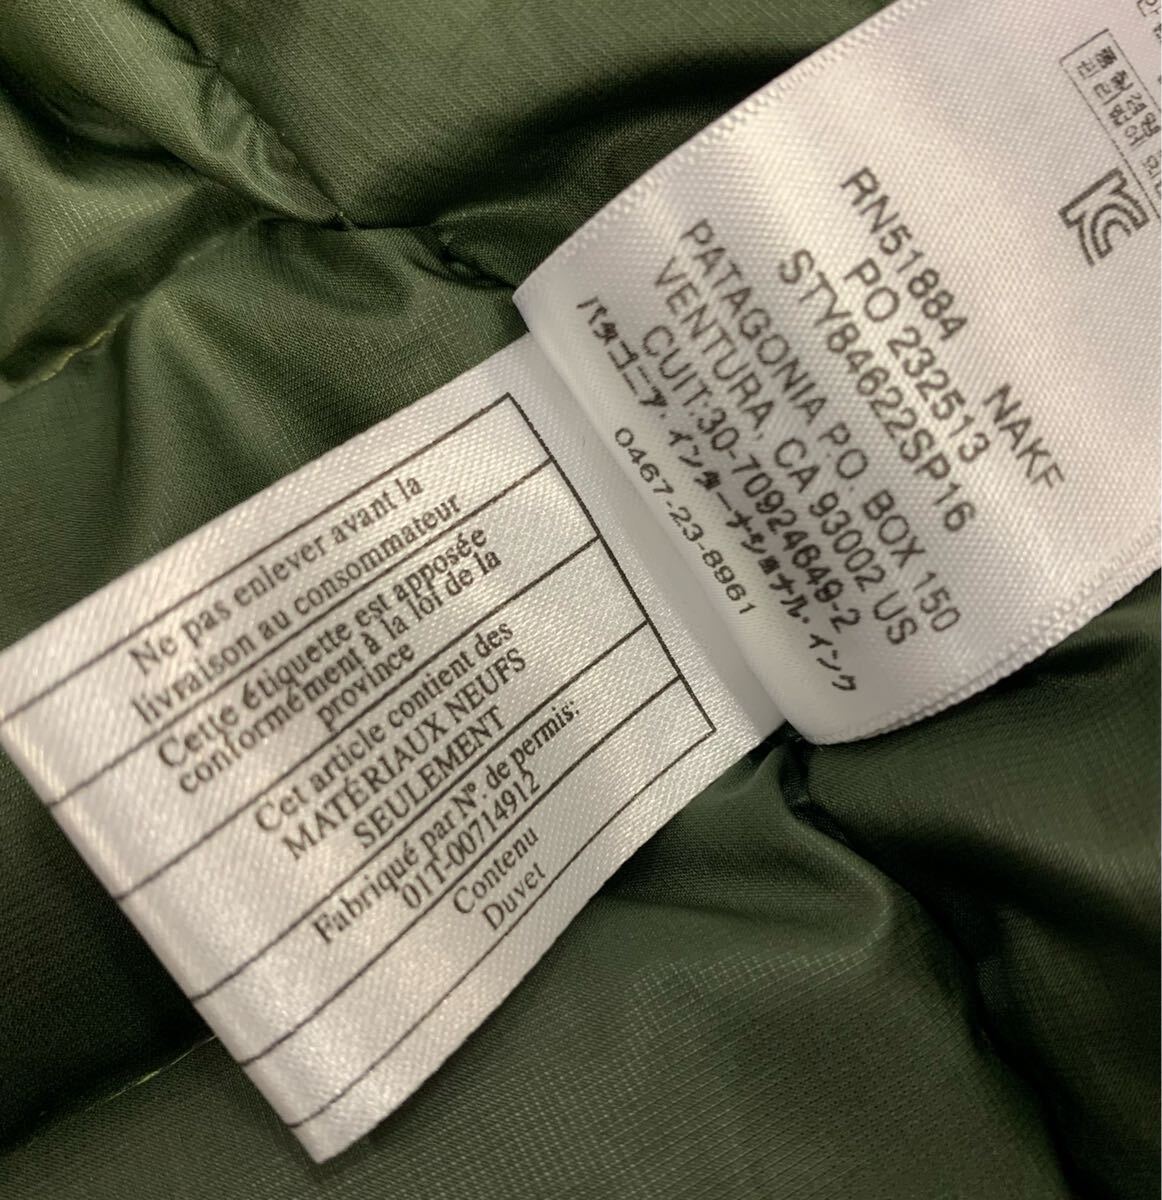 RN51884 NAKF
PO 232513
STY84622SP16
PATAGONIA P.O. BOX 150
VENTURA, CA 93002 US
CUIT:30-70924649-2
パタゴニア・インターナショナル・インク
0467-23-8961
Ne pas enlever avant la
livraison au consommateur
Cette étiquette est apposée
conformément à la loi de la
province
Cet article contient des
MATÉRIAUX NEUFS
SEULEMENT
Fabriqué par N°. de permis:
01T-00714912
Contenu
Duvet